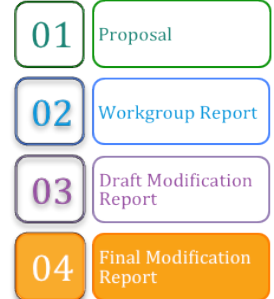 01
Proposal
02
Workgroup Report
03
Draft Modification
Report
04
Final Modification
Report